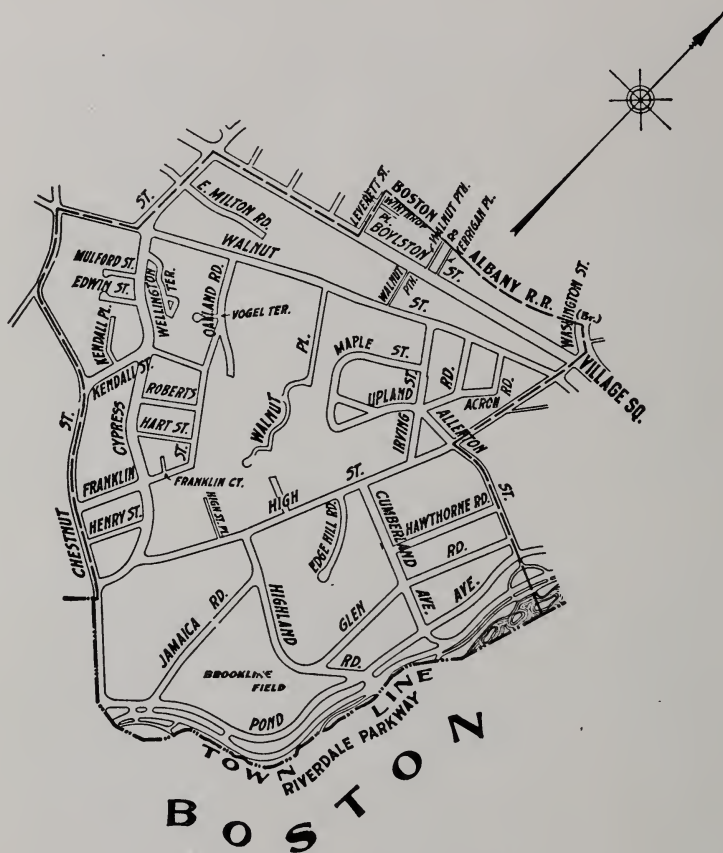 E. MILTON RD.
LEVERETT ST.
BOSTON
WINTHROP
PL.
WALNUT PTH.
KERRIGAN PL.
BOYLSTON
ST.
&
ALBANY R.R.
(Br.)
WASHINGTON ST.
VILLAGE SQ.
ST.
WALNUT
ST.
WALNUT
PTH.
MULFORD ST.
EDWIN ST.
KENDALL PL.
WELLINGTON
TER.
OAKLAND RD.
VOGEL TER.
WALNUT
PL.
MAPLE
ST.
UPLAND
IRVING
ST.
RD.
ACRON
RD.
ALLERTON
ST.
KENDALL ST.
ROBERTS
HART ST.
ST.
CYPRESS
FRANKLIN
FRANKLIN CT.
HENRY ST.
CHESTNUT
ST.
HIGH ST. PL.
HIGH
ST.
EDGE HILL RD.
CUMBERLAND
AVE.
HAWTHORNE RD.
RD.
AVE.
JAMAICA
RD.
HIGHLAND
GLEN
RD.
BROOKLINE
FIELD
POND
TOWN
LINE
RIVERDALE PARKWAY
BOSTON